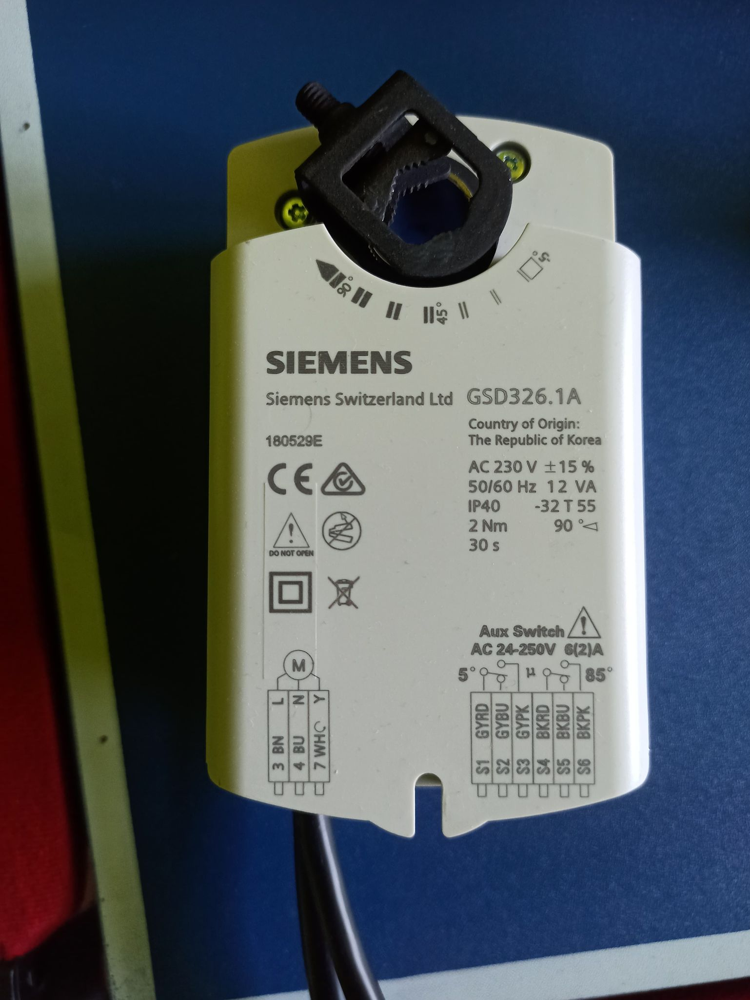 90°
45°
-5°
SIEMENS
Siemens Switzerland Ltd GSD326.1A
Country of Origin:
The Republic of Korea
180529E
CE
AC 230 V ±15 %
50/60 Hz 12 VA
IP40 -32 T 55
2 Nm 90 °
30 s
DO NOT OPEN
Aux Switch
AC 24-250V 6(2)A
5° µ 85°
M
3 BN L
4 BU N
7 WH Y
S1 GYRD
S2 GYBU
S3 GYPK
S4 BKRD
S5 BKBU
S6 BKPK